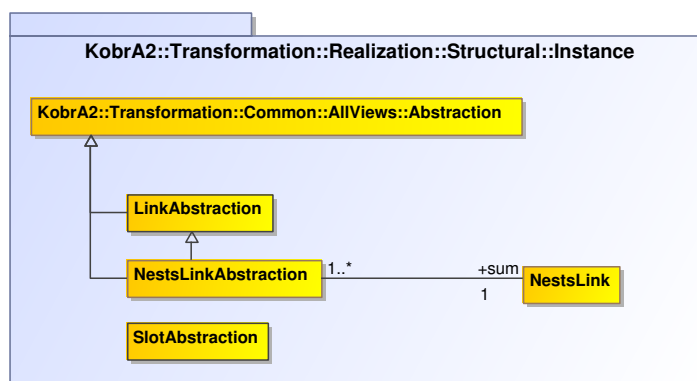 KobrA2::Transformation::Realization::Structural::Instance
KobrA2::Transformation::Common::AllViews::Abstraction
LinkAbstraction
NestsLinkAbstraction
1..*
+sum
1
NestsLink
SlotAbstraction